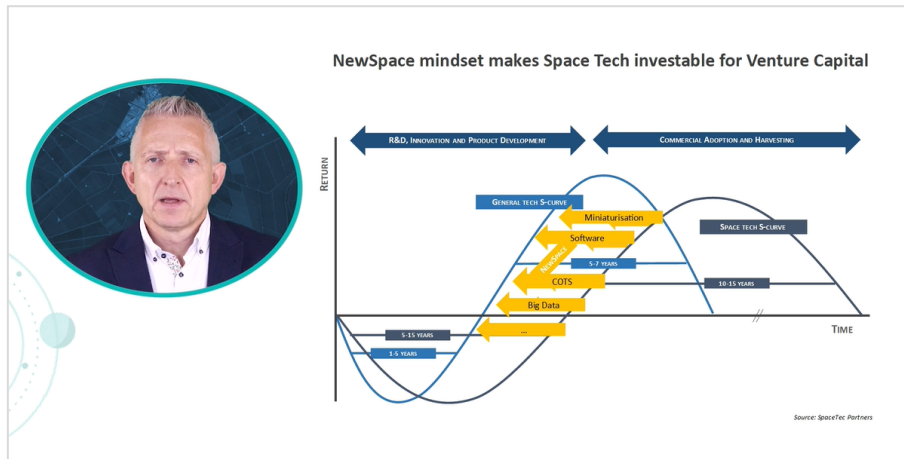 NewSpace mindset makes Space Tech investable for Venture Capital
R&D, INNOVATION AND PRODUCT DEVELOPMENT
COMMERCIAL ADOPTION AND HARVESTING
RETURN
GENERAL TECH S-CURVE
Miniaturisation
SPACE TECH S-CURVE
Software
NEWSPACE
5-7 YEARS
COTS
10-15 YEARS
Big Data
...
TIME
5-15 YEARS
1-5 YEARS
Source: SpaceTec Partners